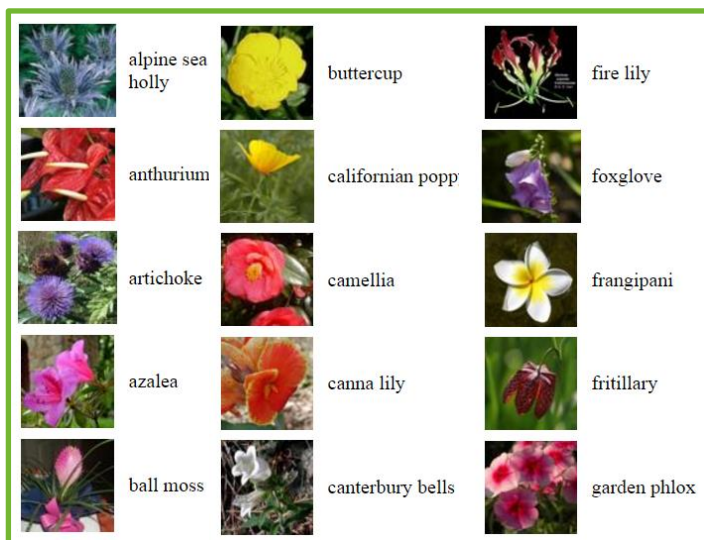 alpine sea
holly
buttercup
fire lily
anthurium
californian popp
foxglove
artichoke
camellia
frangipani
azalea
canna lily
fritillary
ball moss
canterbury bells
garden phlox